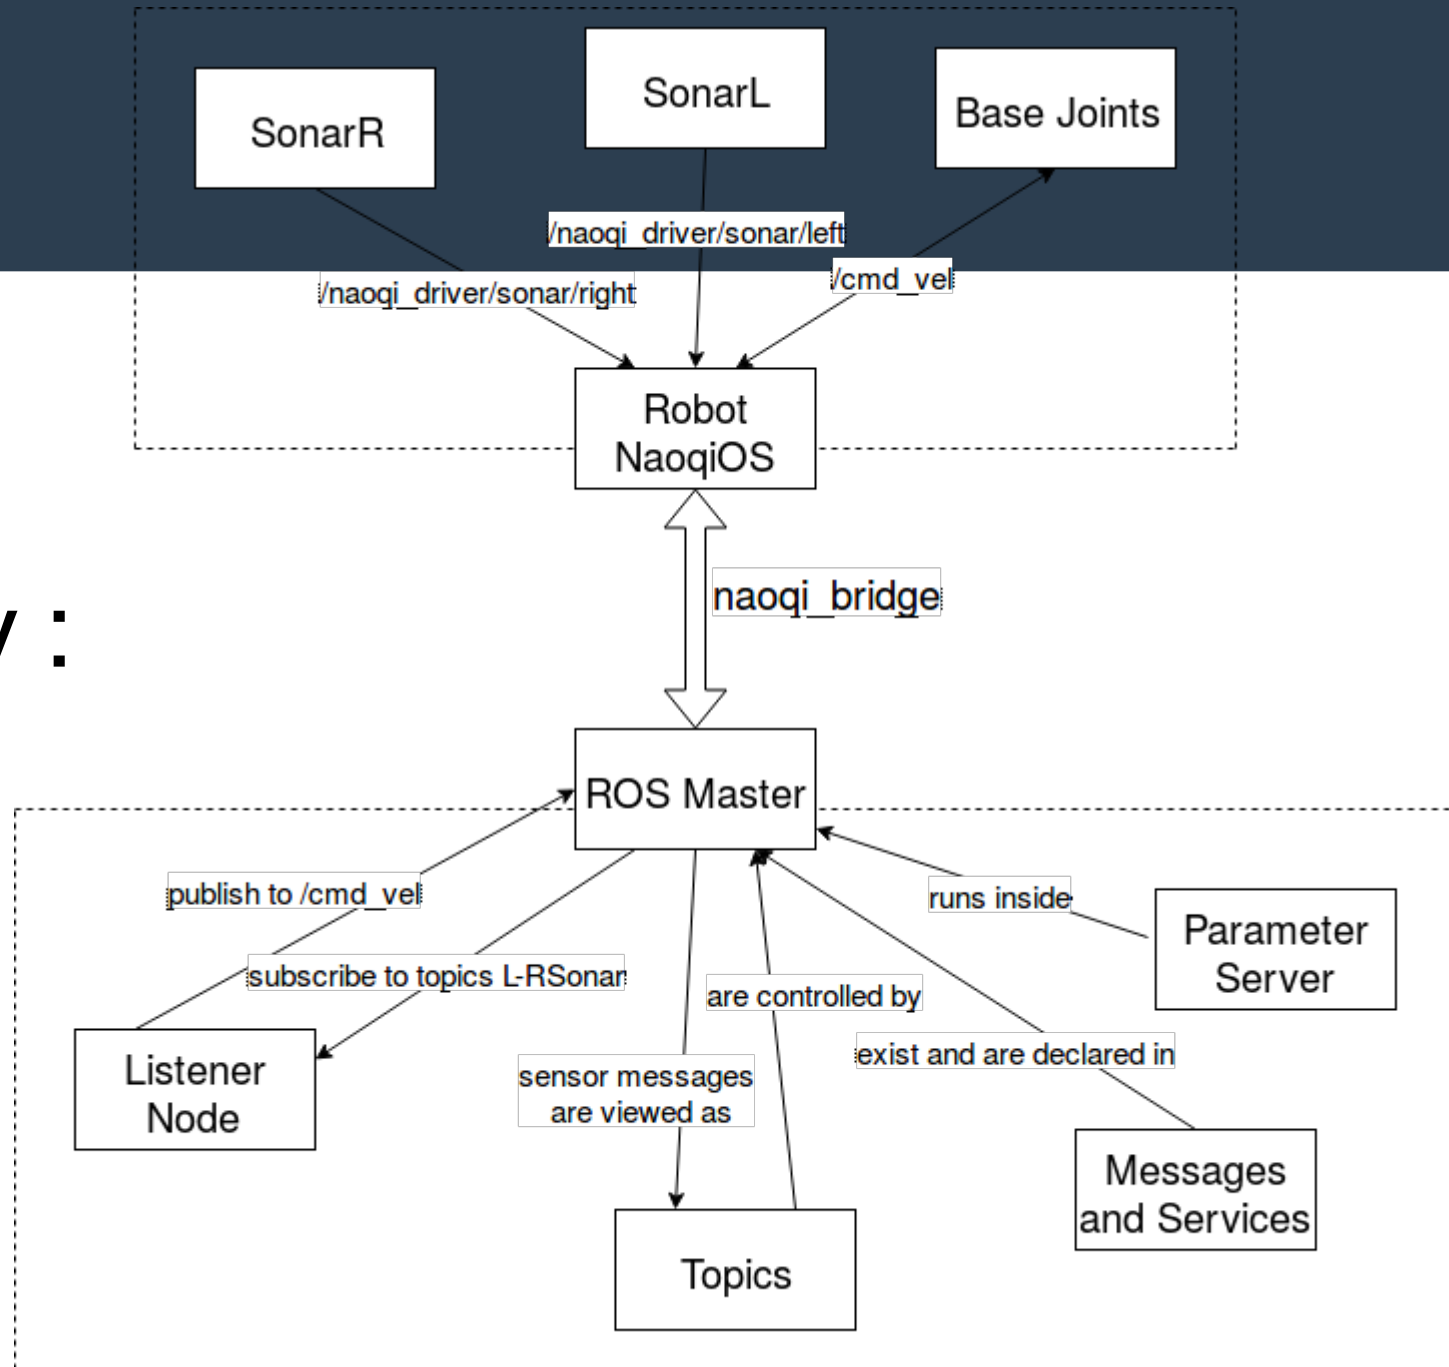 SonarR
SonarL
Base Joints
/naoqi_driver/sonar/left
/cmd_vel
/naoqi_driver/sonar/right
Robot
NaoqiOS
naoqi_bridge
:
ROS Master
publish to /cmd_vel
runs inside
Parameter
Server
subscribe to topics L-RSonar
are controlled by
exist and are declared in
Listener
Node
sensor messages
are viewed as
Messages
and Services
Topics